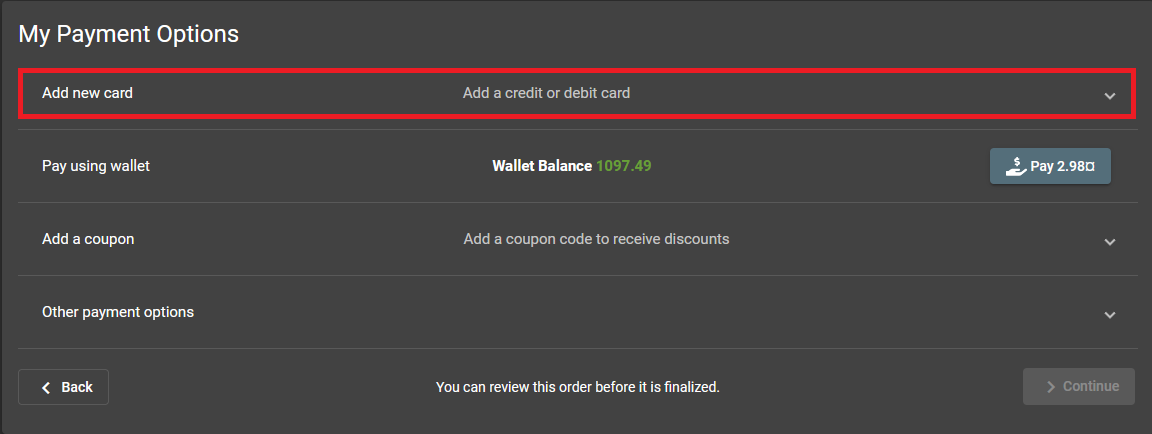 My Payment Options
Add new card Add a credit or debit card
Pay using wallet Wallet Balance 1097.49 Pay 2.98¤
Add a coupon Add a coupon code to receive discounts
Other payment options
Back You can review this order before it is finalized. Continue